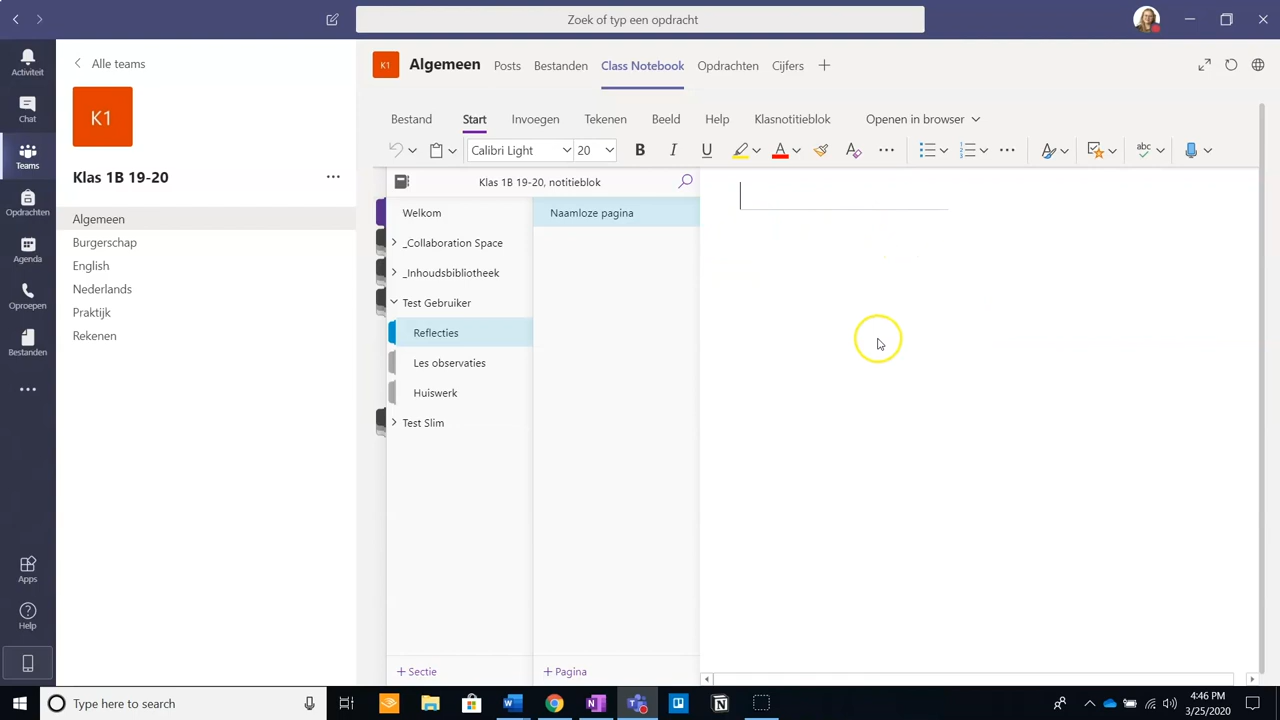 Zoek of typ een opdracht
Activiteit
Chat
Teams
Opdrachten
Agenda
Oproepen
Bestanden
Apps
Help
Alle teams
K1
Klas 1B 19-20
Algemeen
Burgerschap
English
Nederlands
Praktijk
Rekenen
K1 Algemeen Posts Bestanden Class Notebook Opdrachten Cijfers
Bestand Start Invoegen Tekenen Beeld Help Klasnotitieblok Openen in browser
Calibri Light 20 B I U A abc
Klas 1B 19-20, notitieblok
Welkom
_Collaboration Space
_Inhoudsbibliotheek
Test Gebruiker
Reflecties
Les observaties
Huiswerk
Test Slim
+ Sectie
Naamloze pagina
+ Pagina
Type here to search
4:46 PM
3/25/2020